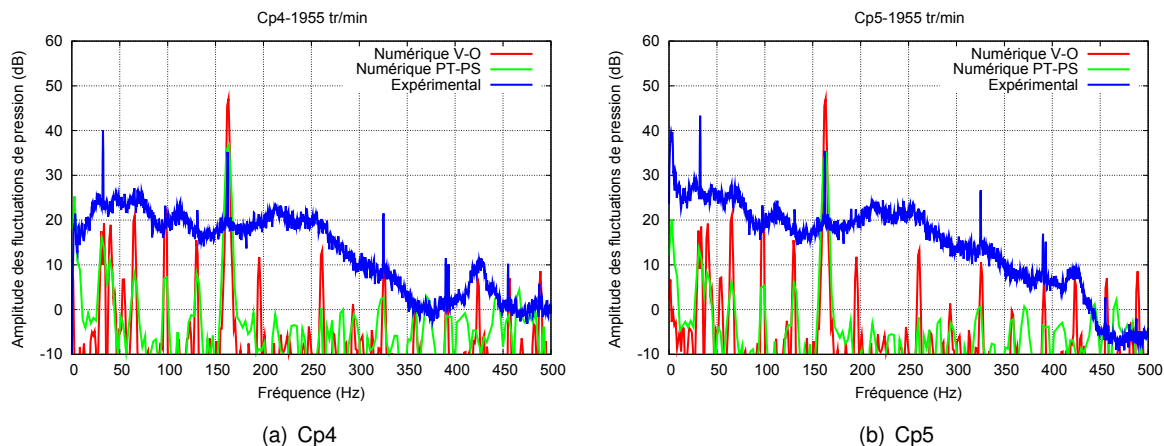 Cp4-1955 tr/min
Amplitude des fluctuations de pression (dB)
60
50
40
30
20
10
0
-10
Numérique V-O
Numérique PT-PS
Expérimental
0 50 100 150 200 250 300 350 400 450 500
Fréquence (Hz)
(a) Cp4
Cp5-1955 tr/min
Amplitude des fluctuations de pression (dB)
60
50
40
30
20
10
0
-10
Numérique V-O
Numérique PT-PS
Expérimental
0 50 100 150 200 250 300 350 400 450 500
Fréquence (Hz)
(b) Cp5